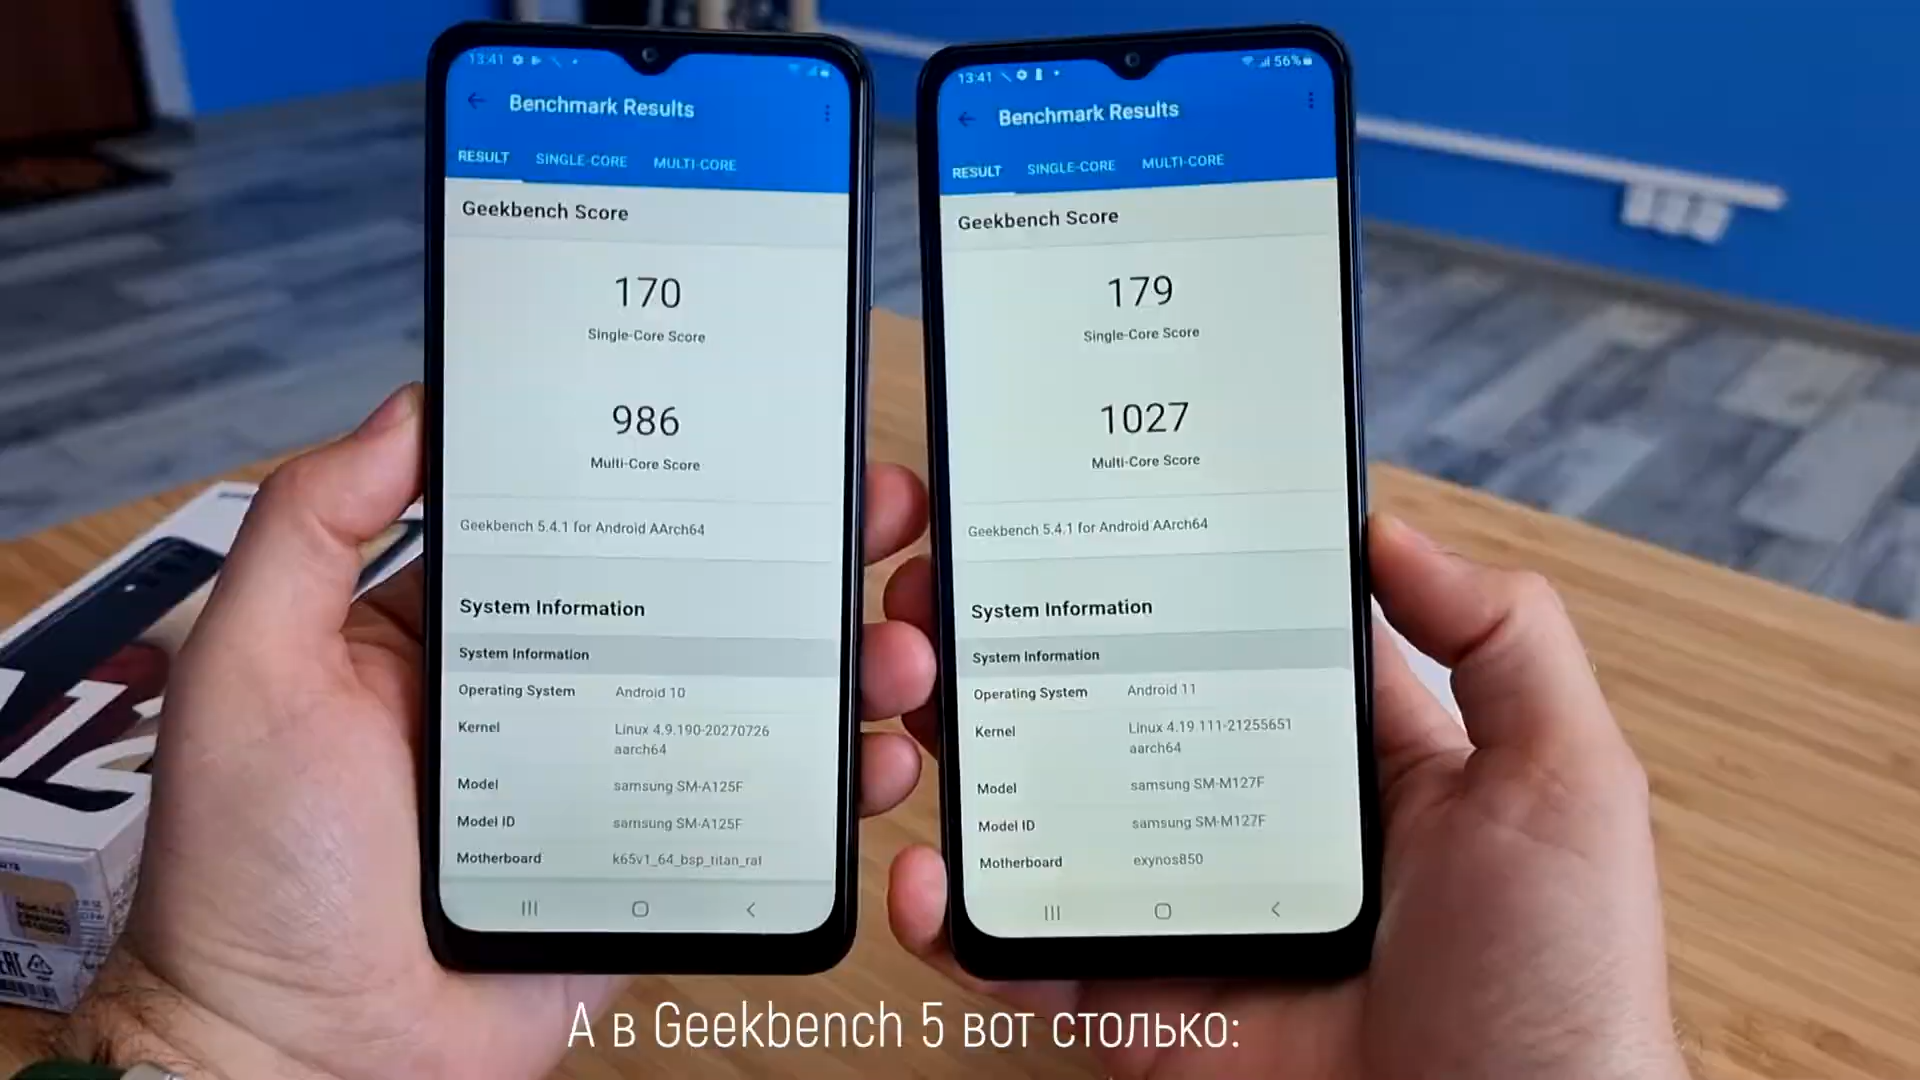 13:41
Benchmark Results
RESULT SINGLE-CORE MULTI-CORE
Geekbench Score
170
Single-Core Score
986
Multi-Core Score
Geekbench 5.4.1 for Android AArch64
System Information
System Information
Operating System Android 10
Kernel Linux 4.9.190-20270726
aarch64
Model samsung SM-A125F
Model ID samsung SM-A125F
Motherboard k65v1_64_bsp_titan_rat
13:41 56%
Benchmark Results
RESULT SINGLE-CORE MULTI-CORE
Geekbench Score
179
Single-Core Score
1027
Multi-Core Score
Geekbench 5.4.1 for Android AArch64
System Information
System Information
Operating System Android 11
Kernel Linux 4.19.111-21255651
aarch64
Model samsung SM-M127F
Model ID samsung SM-M127F
Motherboard exynos850
12
EAC
А в Geekbench 5 вот столько: